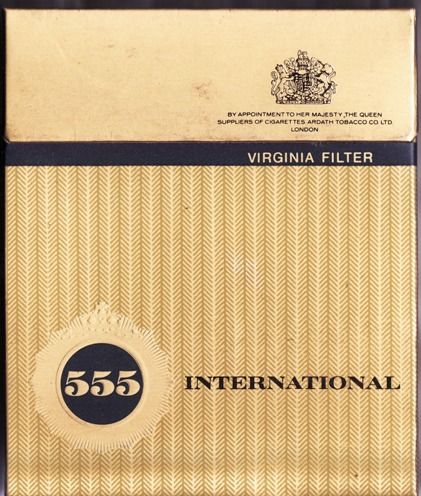 BY APPOINTMENT TO HER MAJESTY THE QUEEN
SUPPLIERS OF CIGARETTES ARDATH TOBACCO CO. LTD.
LONDON
VIRGINIA FILTER
555
INTERNATIONAL